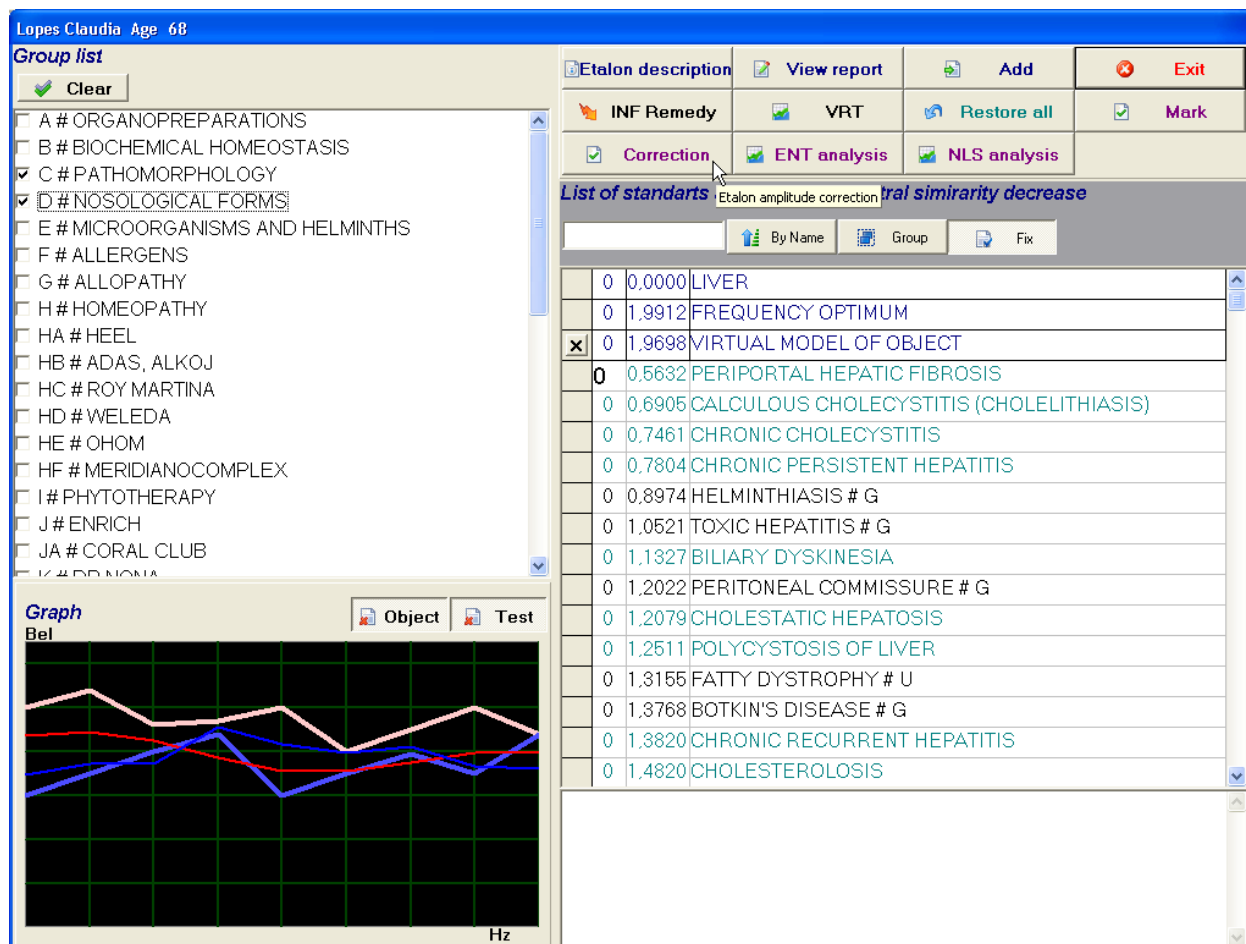 Lopes Claudia Age 68
Group list
Clear
A # ORGANOPREPARATIONS
B # BIOCHEMICAL HOMEOSTASIS
C # PATHOMORPHOLOGY
D # NOSOLOGICAL FORMS
E # MICROORGANISMS AND HELMINTHS
F # ALLERGENS
G # ALLOPATHY
H # HOMEOPATHY
HA # HEEL
HB # ADAS, ALKOJ
HC # ROY MARTINA
HD # WELEDA
HE # OHOM
HF # MERIDIANOCOMPLEX
I # PHYTOTHERAPY
J # ENRICH
JA # CORAL CLUB
K # DR NONA
Graph
Object Test
Bel
Hz
Etalon description View report Add Exit
INF Remedy VRT Restore all Mark
Correction ENT analysis NLS analysis
List of standarts tral simirarity decrease
Etalon amplitude correction
By Name Group Fix
0 0,0000 LIVER
0 1,9912 FREQUENCY OPTIMUM
x 0 1,9698 VIRTUAL MODEL OF OBJECT
0 0,5632 PERIPORTAL HEPATIC FIBROSIS
0 0,6905 CALCULOUS CHOLECYSTITIS (CHOLELITHIASIS)
0 0,7461 CHRONIC CHOLECYSTITIS
0 0,7804 CHRONIC PERSISTENT HEPATITIS
0 0,8974 HELMINTHIASIS # G
0 1,0521 TOXIC HEPATITIS # G
0 1,1327 BILIARY DYSKINESIA
0 1,2022 PERITONEAL COMMISSURE # G
0 1,2079 CHOLESTATIC HEPATOSIS
0 1,2511 POLYCYSTOSIS OF LIVER
0 1,3155 FATTY DYSTROPHY # U
0 1,3768 BOTKIN'S DISEASE # G
0 1,3820 CHRONIC RECURRENT HEPATITIS
0 1,4820 CHOLESTEROLOSIS